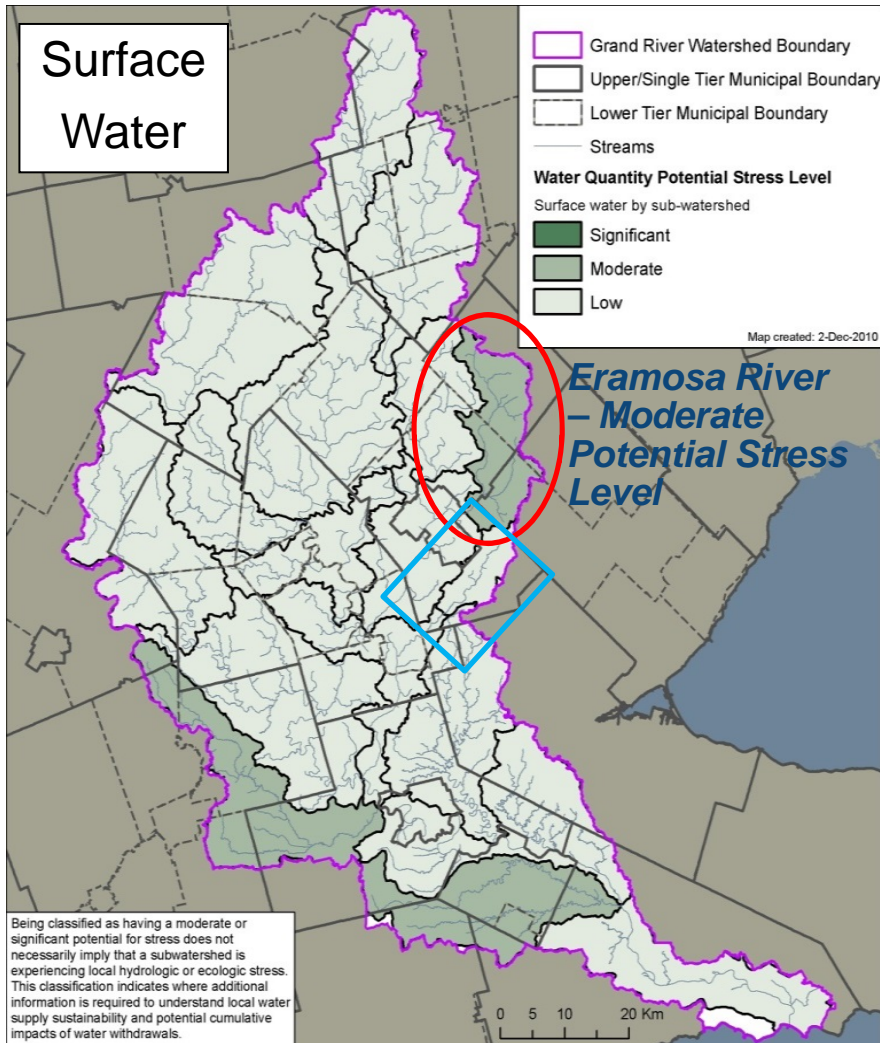 Surface
Water
Grand River Watershed Boundary
Upper/Single Tier Municipal Boundary
Lower Tier Municipal Boundary
Streams
Water Quantity Potential Stress Level
Surface water by sub-watershed
Significant
Moderate
Low
Map created: 2-Dec-2010
Eramosa River
– Moderate
Potential Stress
Level
Being classified as having a moderate or
significant potential for stress does not
necessarily imply that a subwatershed is
experiencing local hydrologic or ecologic stress.
This classification indicates where additional
information is required to understand local water
supply sustainability and potential cumulative
impacts of water withdrawals.
0 5 10 20 Km